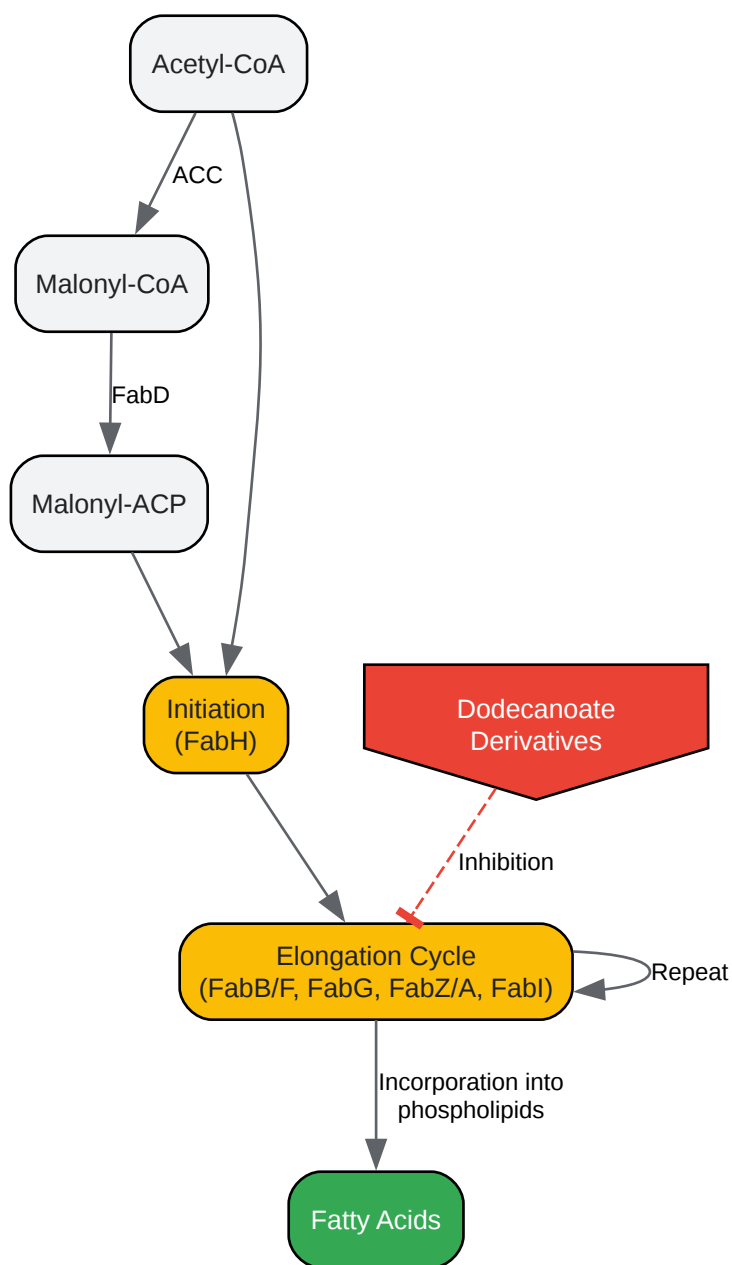 Acetyl-CoA
ACC
Malonyl-CoA
FabD
Malonyl-ACP
Initiation
(FabH)
Dodecanoate
Derivatives
Inhibition
Elongation Cycle
(FabB/F, FabG, FabZ/A, FabI)
Repeat
Incorporation into
phospholipids
Fatty Acids